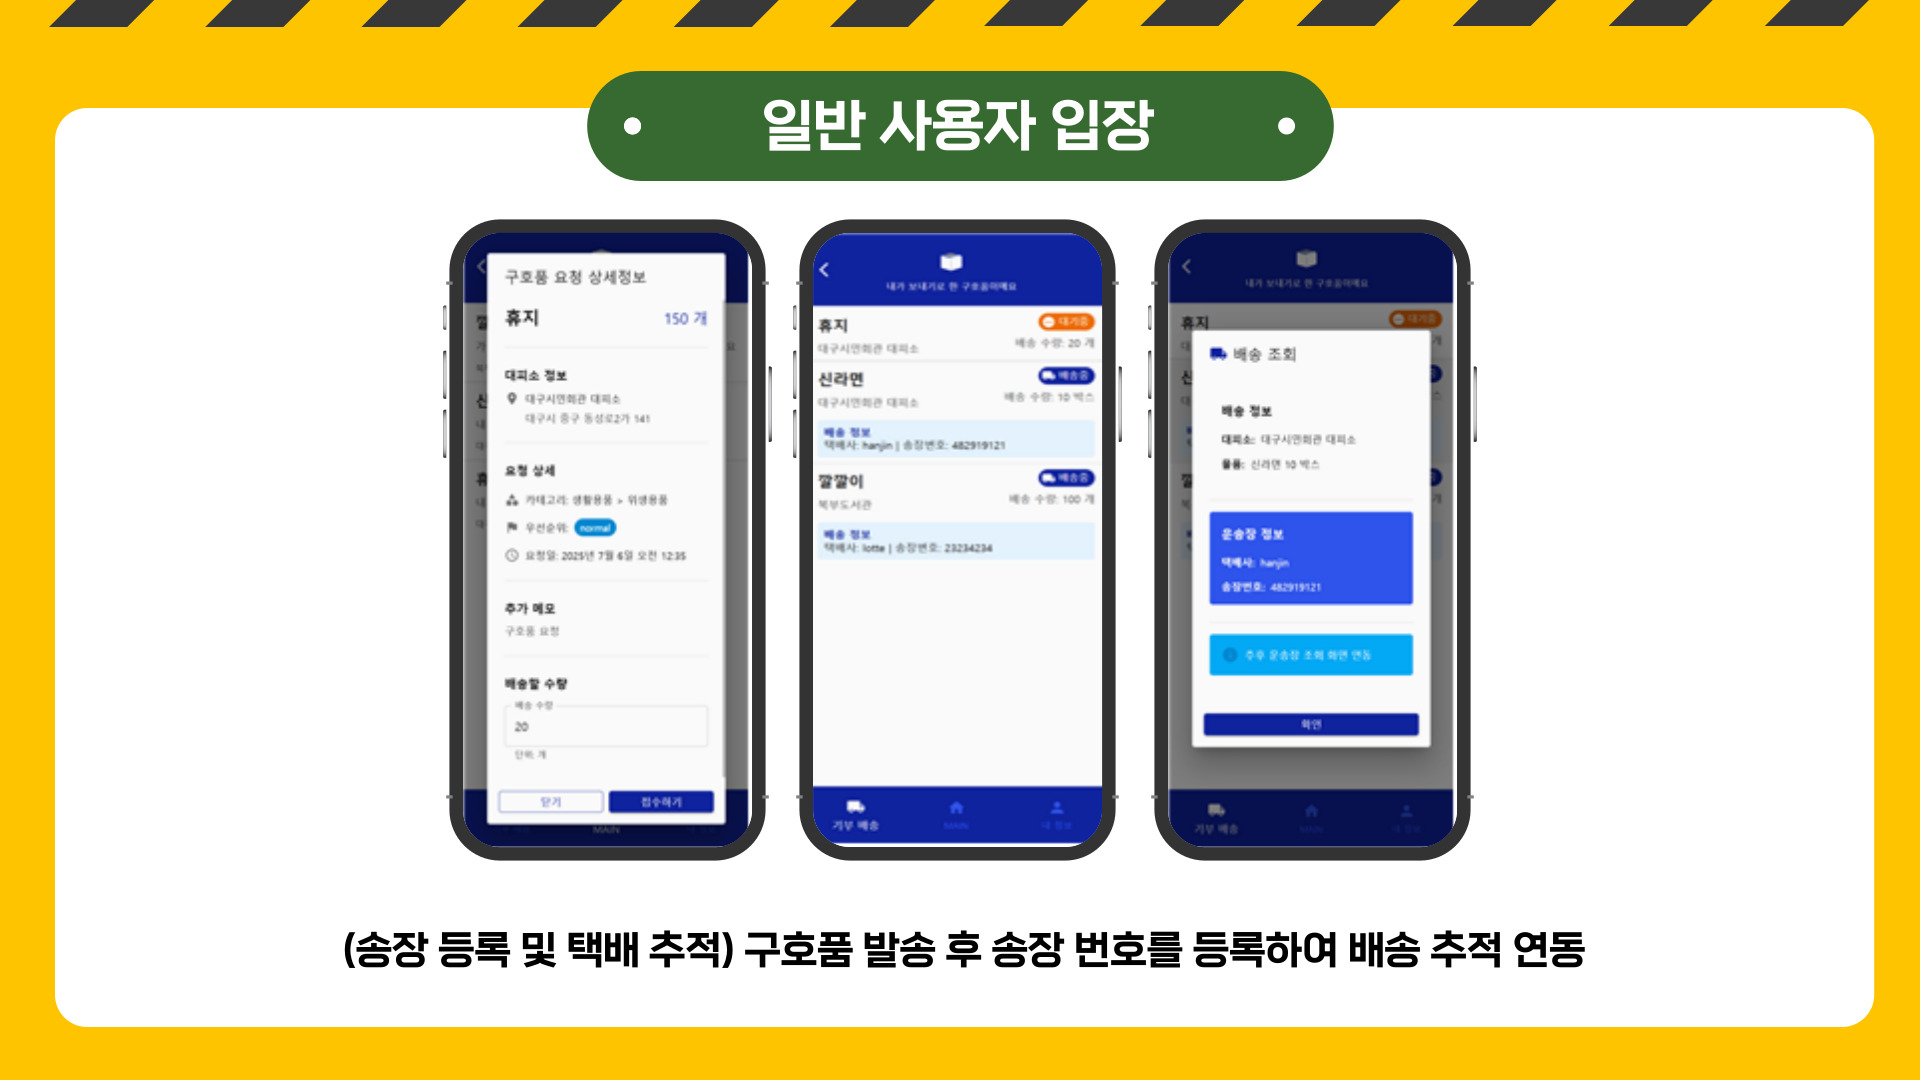 일반 사용자 입장
구호품 요청 상세정보
휴지
150 개
대피소 정보
대구시민회관 대피소
대구시 중구 동성로2가 141
요청 상세
카테고리: 생활용품 > 위생용품
우선순위: normal
요청일: 2025년 7월 6일 오전 12:35
추가 메모
구호품 요청
배송할 수량
배송 수량
20
단위: 개
닫기
접수하기
MAIN
내가 보내기로 한 구호품이에요
휴지
대기중
대구시민회관 대피소
배송 수량: 20 개
신라면
배송중
대구시민회관 대피소
배송 수량: 10 박스
배송 정보
택배사: hanjin | 송장번호: 482919121
깔깔이
배송중
북부도서관
배송 수량: 100 개
배송 정보
택배사: lotte | 송장번호: 23234234
기부 배송
MAIN
내 정보
내가 보내기로 한 구호품이에요
휴지
대기중
배송 조회
배송 정보
대피소: 대구시민회관 대피소
물품: 신라면 10 박스
운송장 정보
택배사: hanjin
송장번호: 482919121
추후 운송장 조회 화면 연동
확인
기부 배송
MAIN
내 정보
(송장 등록 및 택배 추적) 구호품 발송 후 송장 번호를 등록하여 배송 추적 연동